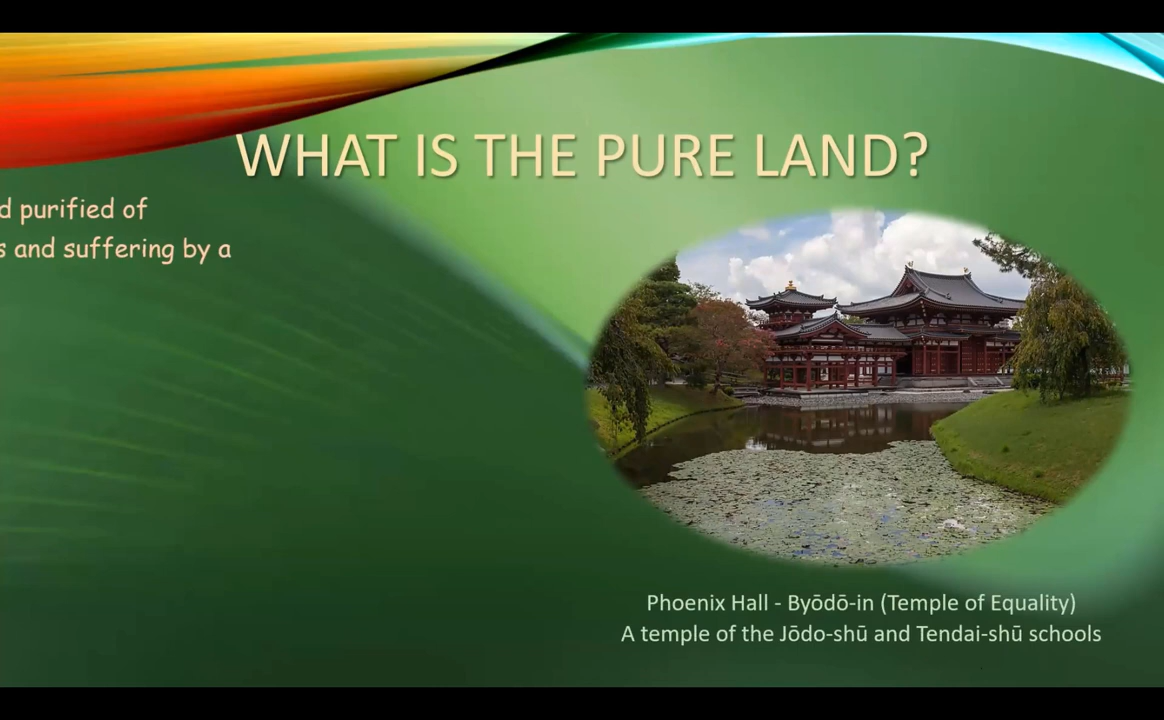 WHAT IS THE PURE LAND?
purified of
and suffering by a
Phoenix Hall - Byōdō-in (Temple of Equality)
A temple of the Jōdo-shū and Tendai-shū schools